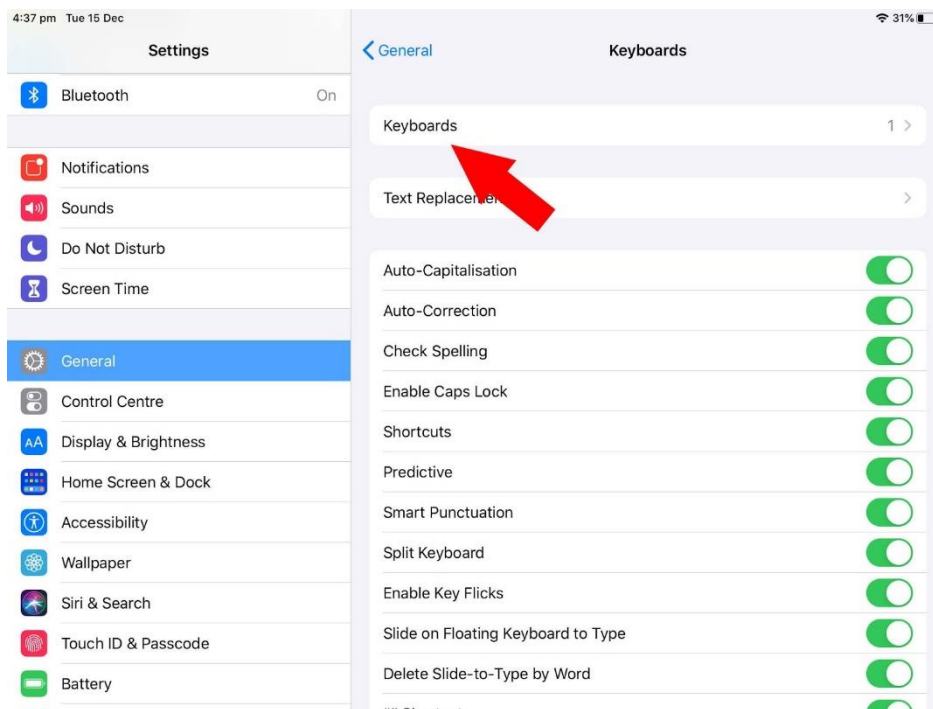 4:37 pm Tue 15 Dec
31%
Settings
Bluetooth On
Notifications
Sounds
Do Not Disturb
Screen Time
General
Control Centre
AA Display & Brightness
Home Screen & Dock
Accessibility
Wallpaper
Siri & Search
Touch ID & Passcode
Battery
General Keyboards
Keyboards 1
Text
Auto-Capitalisation
Auto-Correction
Check Spelling
Enable Caps Lock
Shortcuts
Predictive
Smart Punctuation
Split Keyboard
Enable Key Flicks
Slide on Floating Keyboard to Type
Delete Slide-to-Type by Word